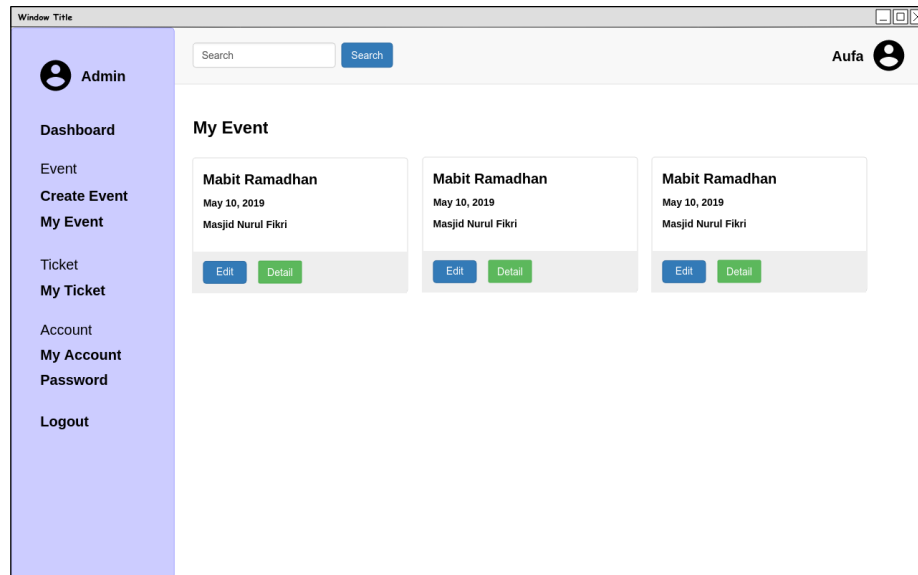 Window Title
Admin
Dashboard
Event
Create Event
My Event
Ticket
My Ticket
Account
My Account
Password
Logout
Search
Search
Aufa
My Event
Mabit Ramadhan
May 10, 2019
Masjid Nurul Fikri
Edit
Detail
Mabit Ramadhan
May 10, 2019
Masjid Nurul Fikri
Edit
Detail
Mabit Ramadhan
May 10, 2019
Masjid Nurul Fikri
Edit
Detail